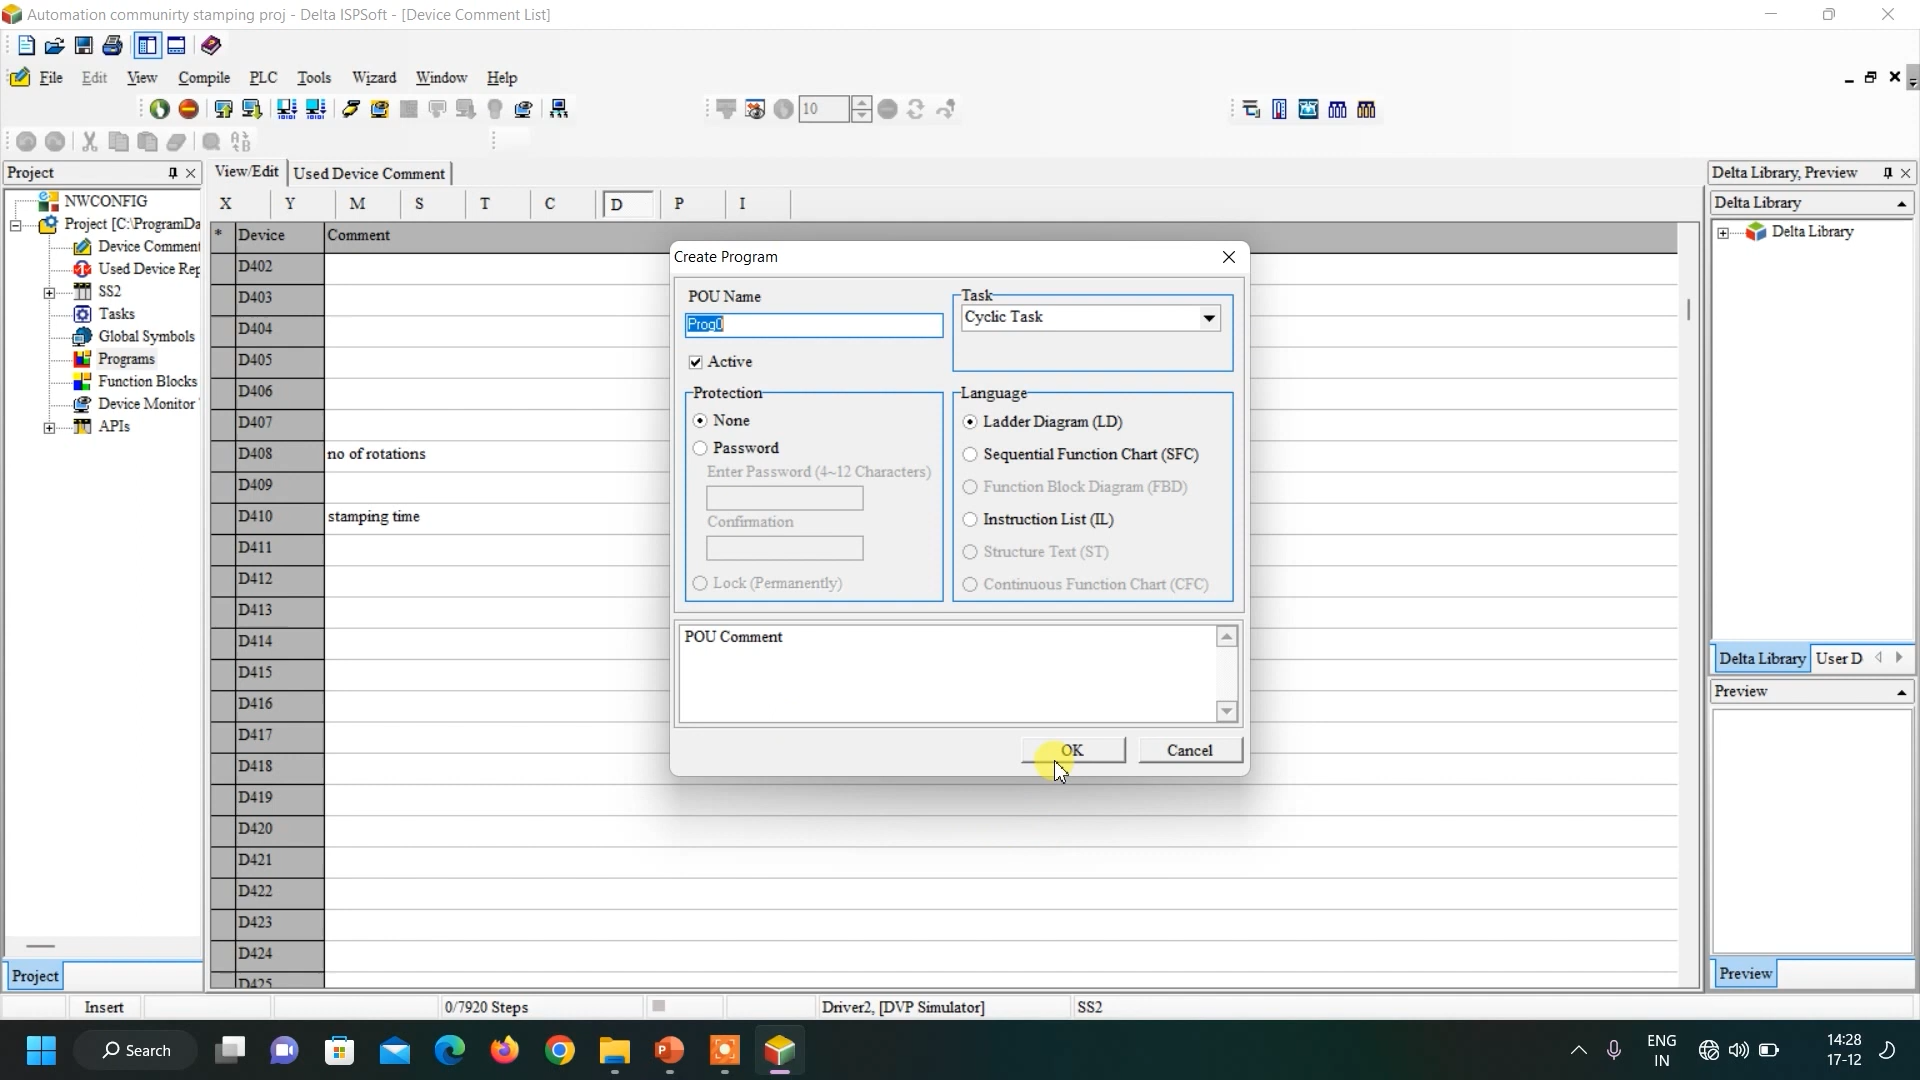 Automation communirty stamping proj - Delta ISPSoft - [Device Comment List]
File Edit View Compile PLC Tools Wizard Window Help
10
Project
View/Edit Used Device Comment
X Y M S T C D P I
* Device Comment
NWCONFIG
Project [C:\ProgramDa
Device Comment
Used Device Rep
SS2
Tasks
Global Symbols
Programs
Function Blocks
Device Monitor
APIs
D402
D403
D404
D405
D406
D407
D408 no of rotations
D409
D410 stamping time
D411
D412
D413
D414
D415
D416
D417
D418
D419
D420
D421
D422
D423
D424
D425
Create Program
POU Name
Prog0
Active
Task
Cyclic Task
Protection
None
Password
Enter Password (4~12 Characters)
Confirmation
Lock (Permanently)
Language
Ladder Diagram (LD)
Sequential Function Chart (SFC)
Function Block Diagram (FBD)
Instruction List (IL)
Structure Text (ST)
Continuous Function Chart (CFC)
POU Comment
OK Cancel
Delta Library, Preview
Delta Library
Delta Library
Delta Library User D
Preview
Preview
Project
Insert 0/7920 Steps Driver2, [DVP Simulator] SS2
Search
ENG
IN
14:28
17-12